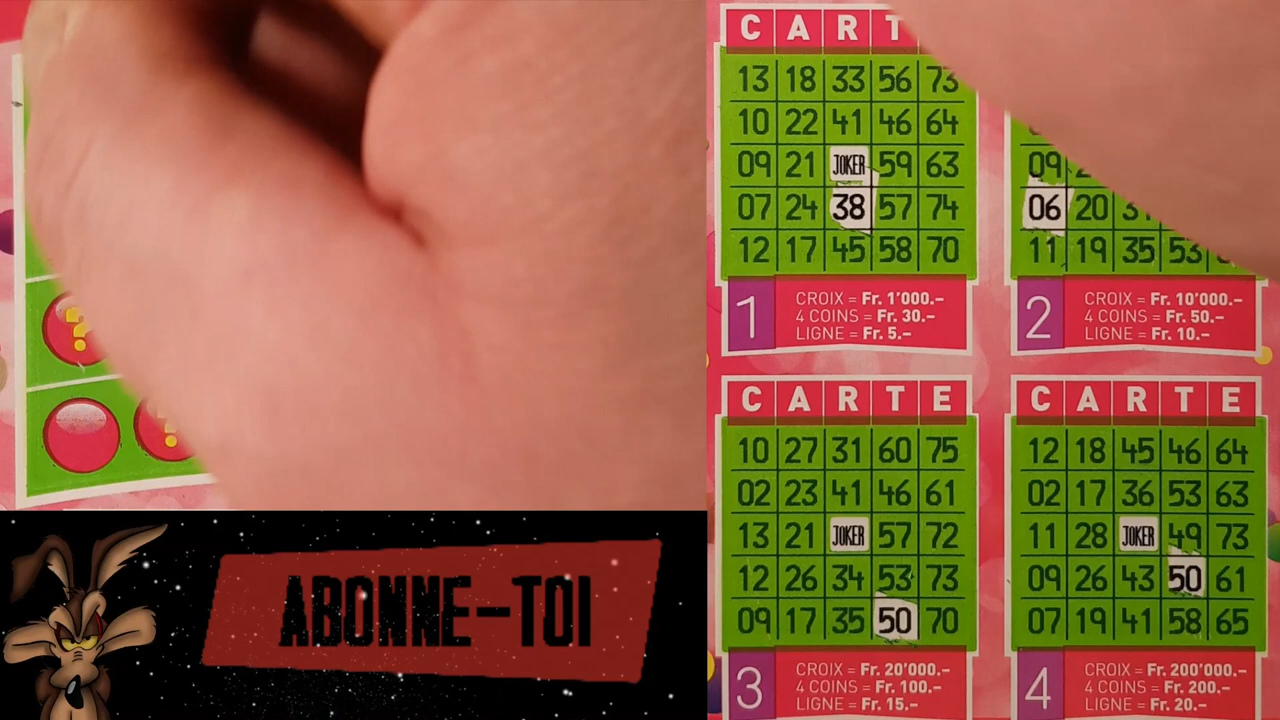 ?
?
ABONNE-TOI
C A R T
13 18 33 56 73
10 22 41 46 64
09 21 JOKER 59 63
07 24 38 57 74
12 17 45 58 70
1
CROIX = Fr. 1'000.-
4 COINS = Fr. 30.-
LIGNE = Fr. 5.-
09
06 20
11 19 35 53
2
CROIX = Fr. 10'000.-
4 COINS = Fr. 50.-
LIGNE = Fr. 10.-
C A R T E
10 27 31 60 75
02 23 41 46 61
13 21 JOKER 57 72
12 26 34 53 73
09 17 35 50 70
3
CROIX = Fr. 20'000.-
4 COINS = Fr. 100.-
LIGNE = Fr. 15.-
C A R T E
12 18 45 46 64
02 17 36 53 63
11 28 JOKER 49 73
09 26 43 50 61
07 19 41 58 65
4
CROIX = Fr. 200'000.-
4 COINS = Fr. 200.-
LIGNE = Fr. 20.-